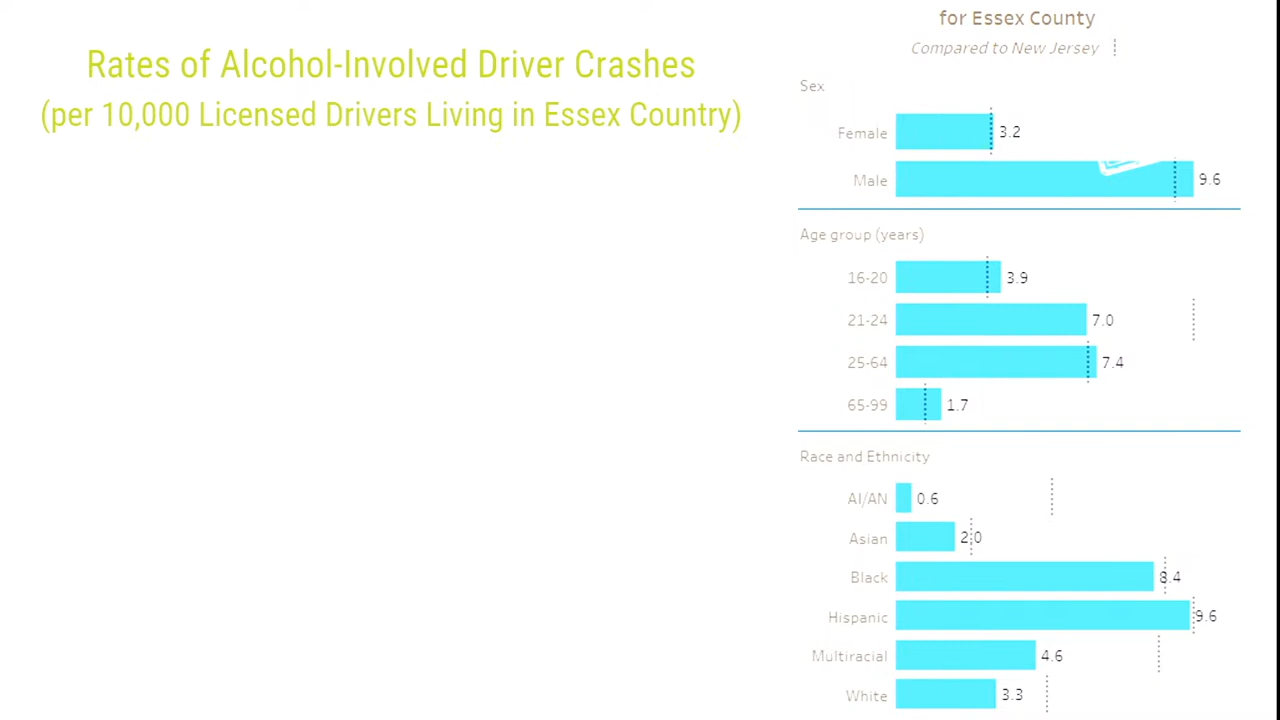 Rates of Alcohol-Involved Driver Crashes
(per 10,000 Licensed Drivers Living in Essex Country)
for Essex County
Compared to New Jersey
Sex
Female 3.2
Male 9.6
Age group (years)
16-20 3.9
21-24 7.0
25-64 7.4
65-99 1.7
Race and Ethnicity
AI/AN 0.6
Asian 2.0
Black 8.4
Hispanic 9.6
Multiracial 4.6
White 3.3